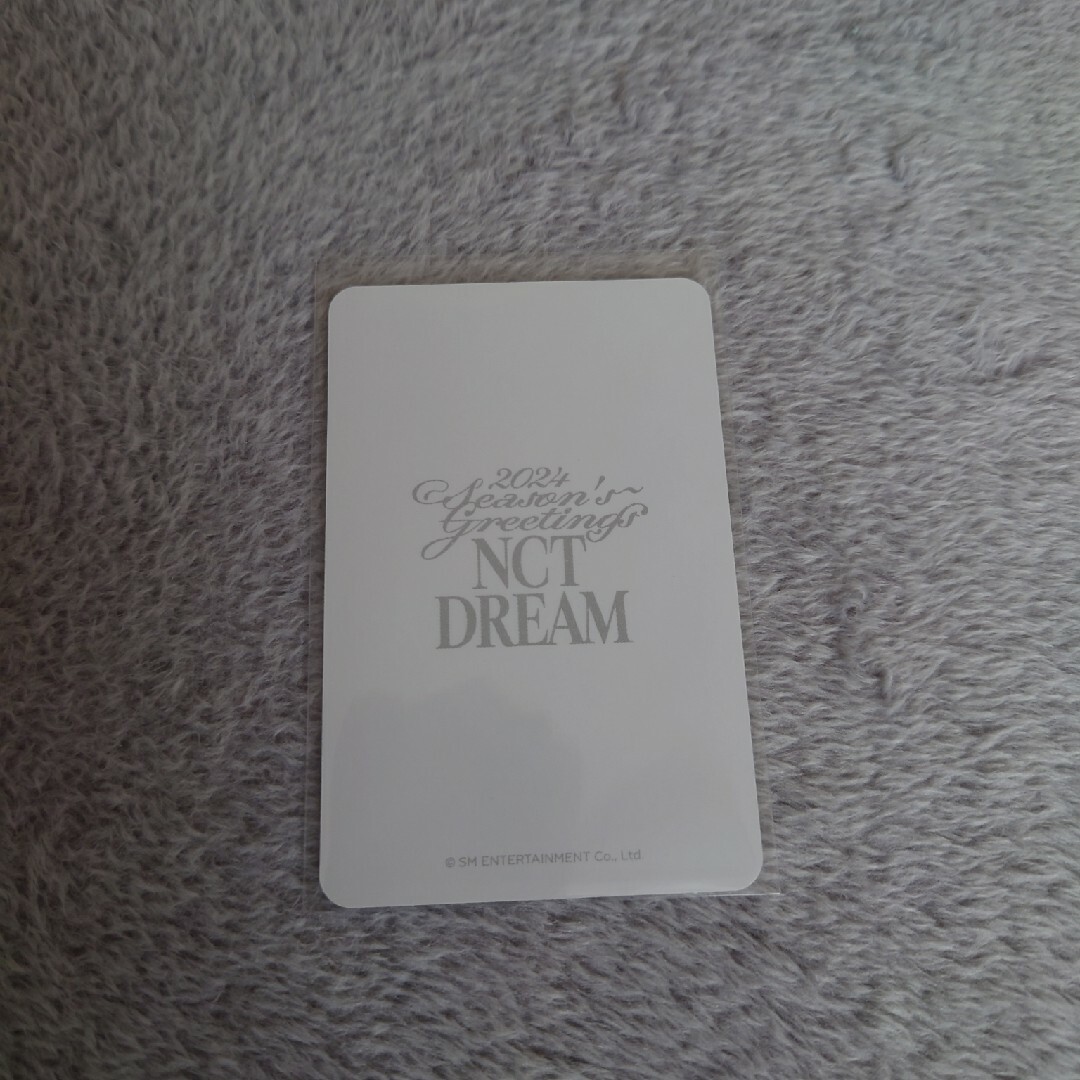 2024
Season's
Greetings
NCT
DREAM
© SM ENTERTAINMENT Co., Ltd.